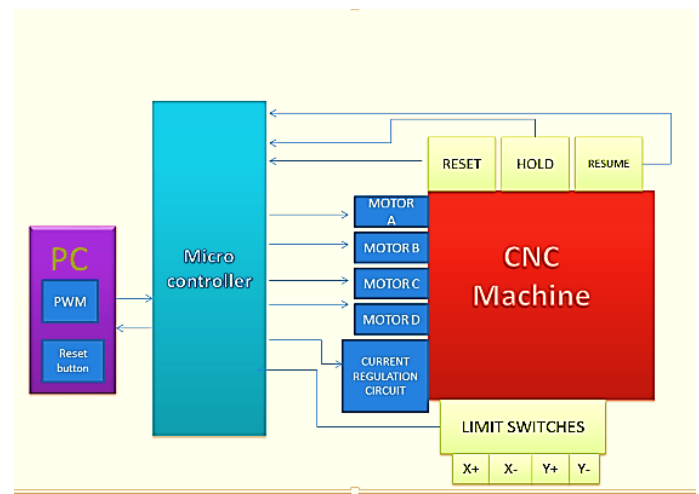 PC
PWM
Reset
button
Micro
controller
RESET
HOLD
RESUME
MOTOR
A
MOTOR B
MOTOR C
MOTOR D
CURRENT
REGULATION
CIRCUIT
CNC
Machine
LIMIT SWITCHES
X+
X-
Y+
Y-